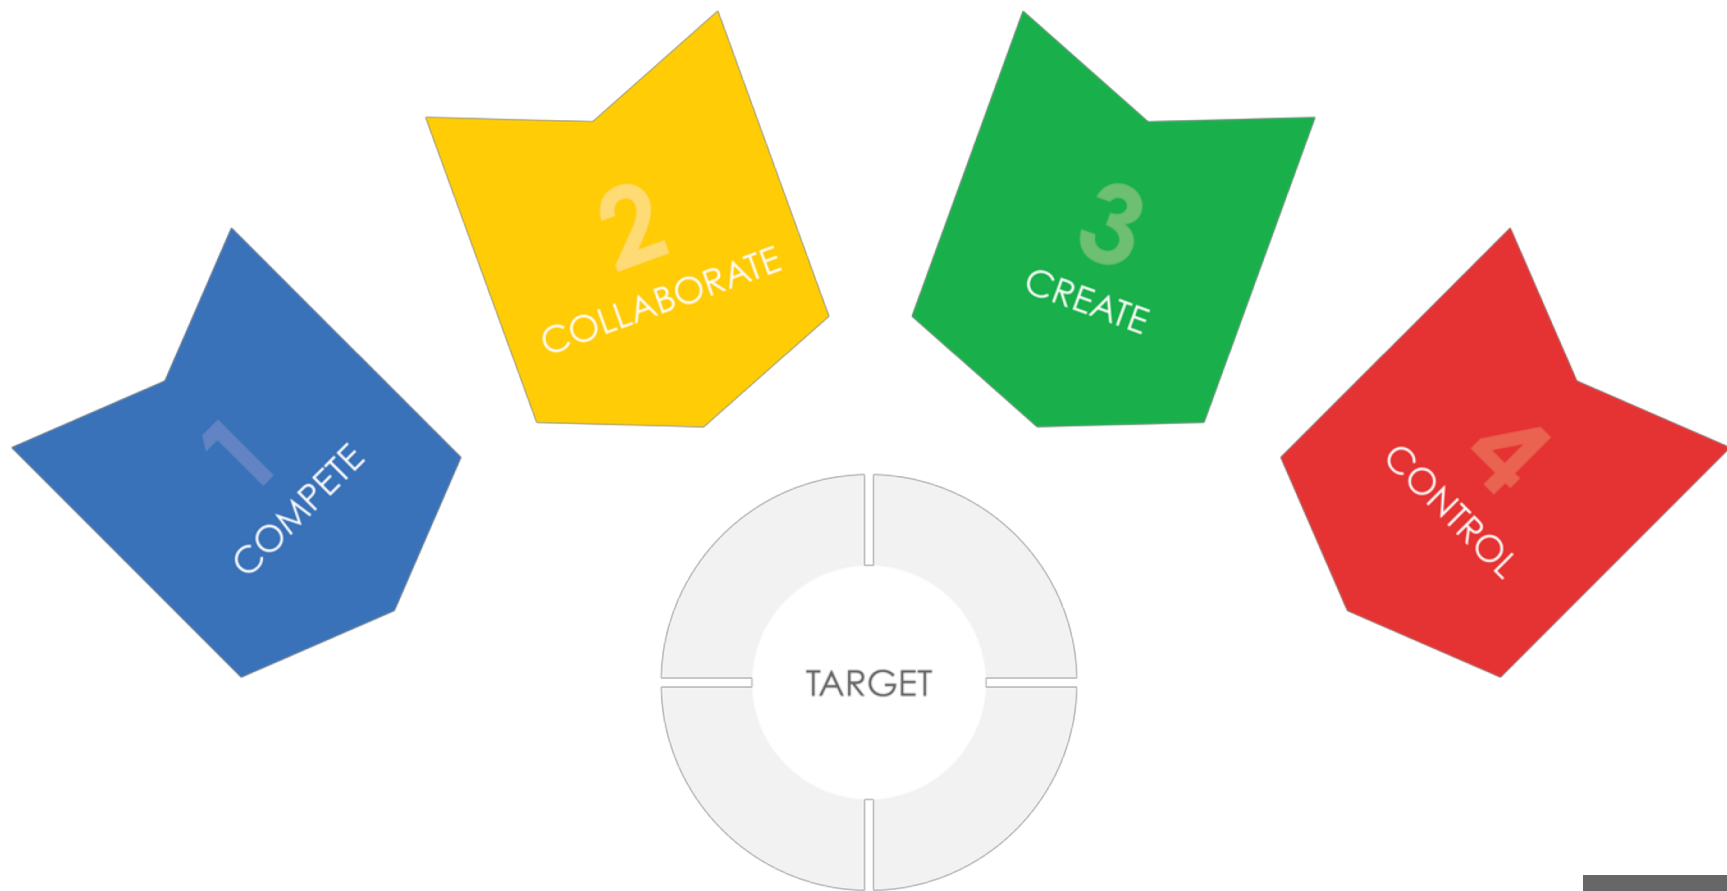 1
COMPETE
2
COLLABORATE
3
CREATE
4
CONTROL
TARGET